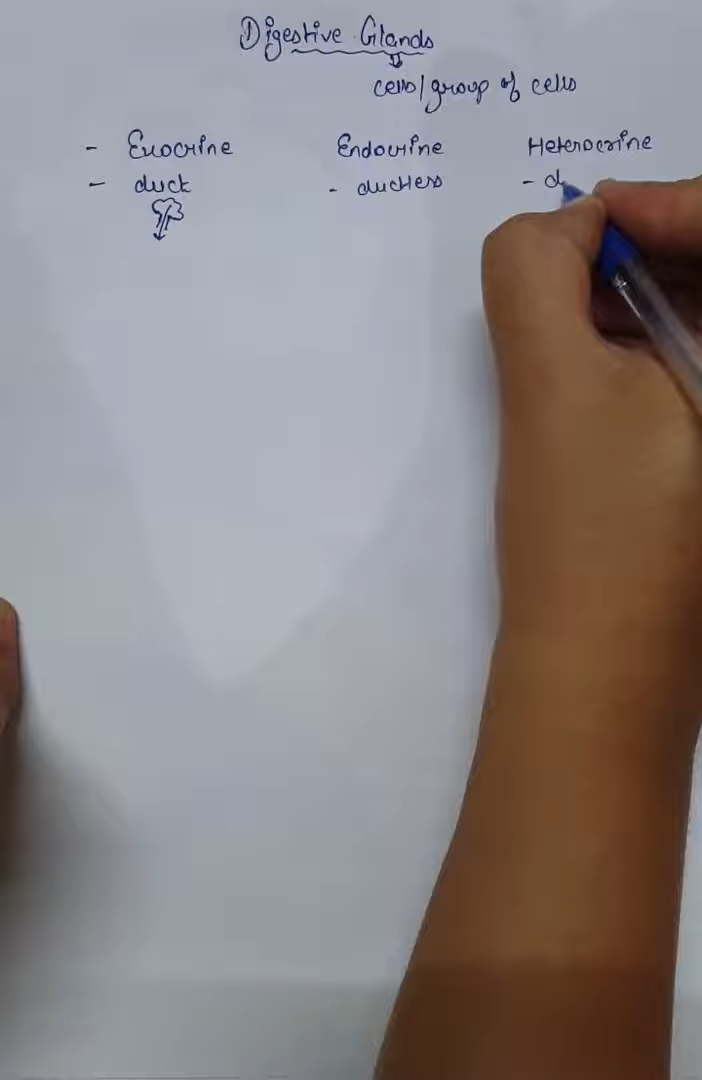 Digestive Glands
cells/group of cells
- Exocrine Endocrine Heterocrine
- duct - ductless - d